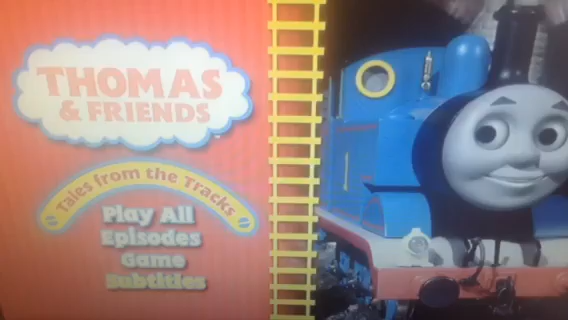 THOMAS
& FRIENDS
Tales from the Tracks
Play All
Episodes
Game
Subtitles